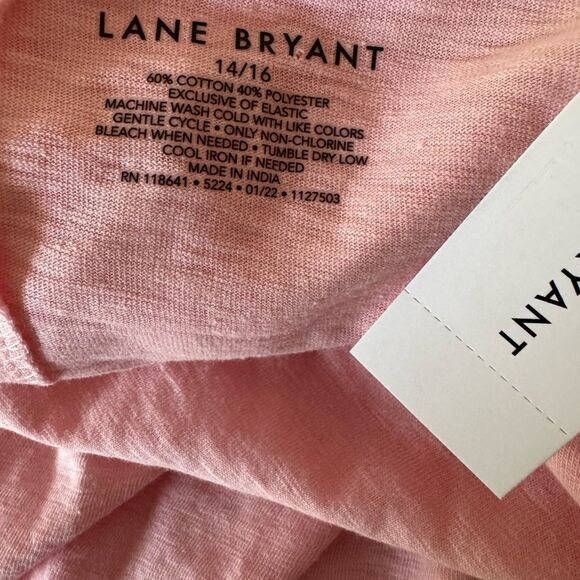 LANE BRYANT
14/16
60% COTTON 40% POLYESTER
EXCLUSIVE OF ELASTIC
MACHINE WASH COLD WITH LIKE COLORS
GENTLE CYCLE • ONLY NON-CHLORINE
BLEACH WHEN NEEDED • TUMBLE DRY LOW
COOL IRON IF NEEDED
MADE IN INDIA
RN 118641 • 5224 • 01/22 • 1127503
RYANT